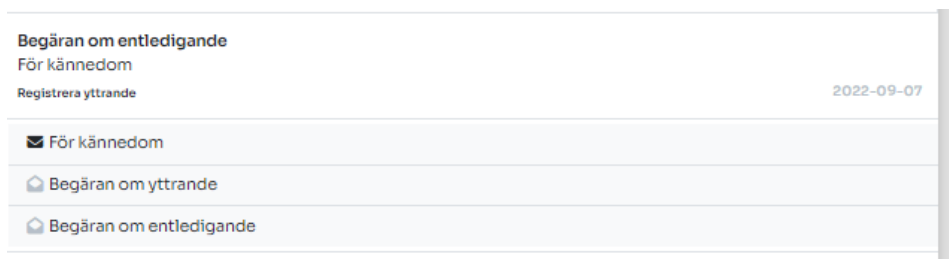 Begäran om entledigande
För kännedom
Registrera yttrande
2022-09-07
För kännedom
Begäran om yttrande
Begäran om entledigande